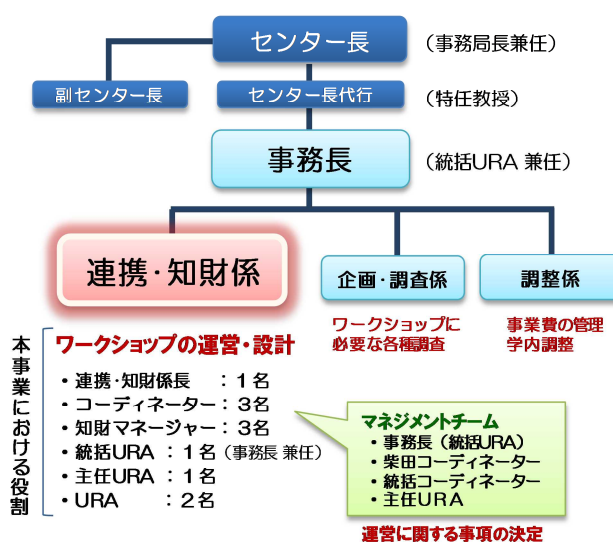 センター長
（事務局長兼任）
副センター長
センター長代行
（特任教授）
事務長
（統括URA 兼任）
連携・知財係
企画・調査係
調整係
ワークショップに
必要な各種調査
事業費の管理
学内調整
本事業における役割
ワークショップの運営・設計
・連携・知財係長 ：１名
・コーディネーター：３名
・知財マネージャー：３名
・統括URA ：１名（事務長 兼任）
・主任URA ：１名
・URA ：２名
マネジメントチーム
・事務長（統括URA）
・柴田コーディネーター
・統括コーディネーター
・主任URA
運営に関する事項の決定